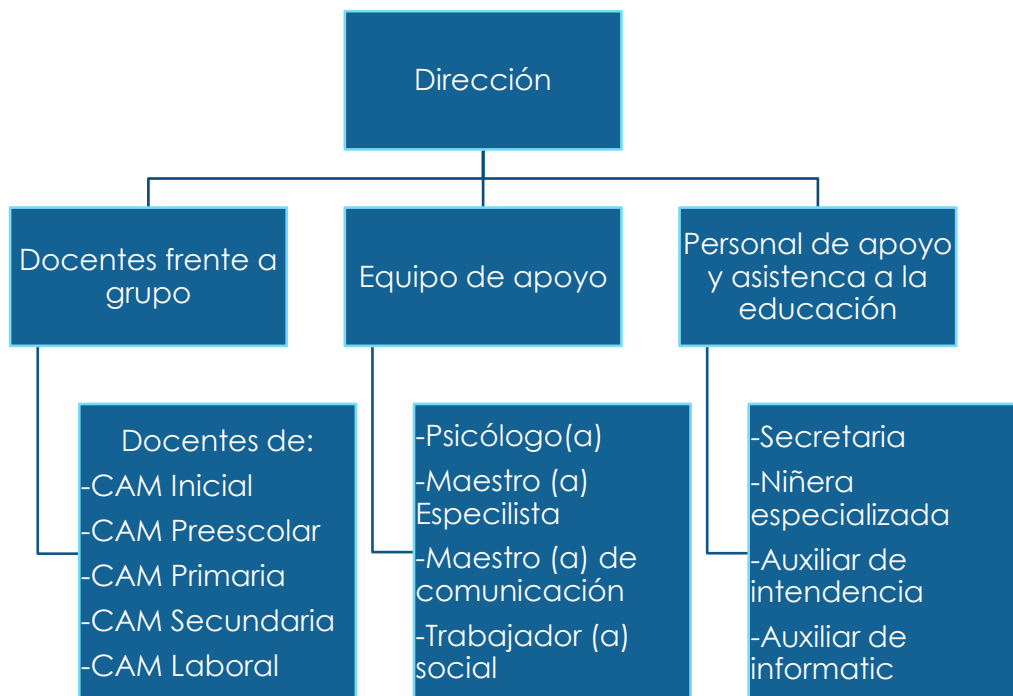 Dirección
Docentes frente a
grupo
Equipo de apoyo
Personal de apoyo
y asistenca a la
educación
Docentes de:
-CAM Inicial
-CAM Preescolar
-CAM Primaria
-CAM Secundaria
-CAM Laboral
-Psicólogo(a)
-Maestro (a)
Especilista
-Maestro (a) de
comunicación
-Trabajador (a)
social
-Secretaria
-Niñera
especializada
-Auxiliar de
intendencia
-Auxiliar de
informatic